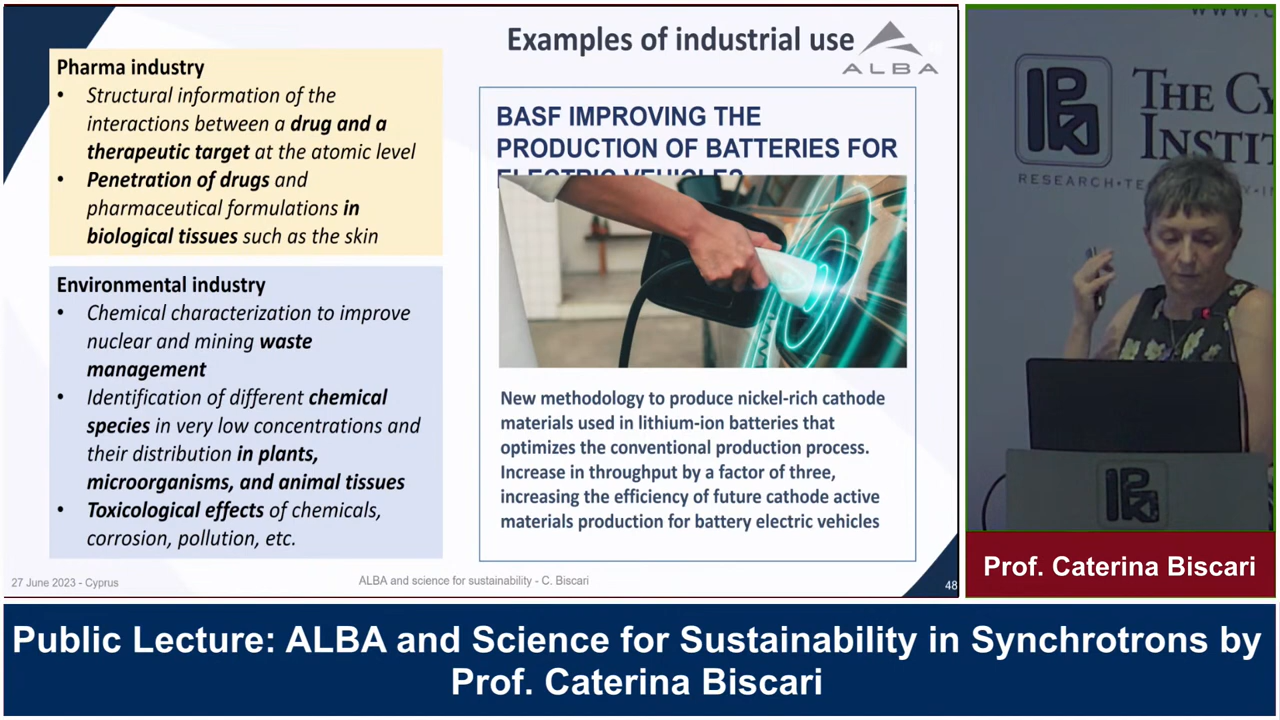 Examples of industrial use
ALBA
Pharma industry
• Structural information of the
interactions between a drug and a
therapeutic target at the atomic level
• Penetration of drugs and
pharmaceutical formulations in
biological tissues such as the skin
Environmental industry
• Chemical characterization to improve
nuclear and mining waste
management
• Identification of different chemical
species in very low concentrations and
their distribution in plants,
microorganisms, and animal tissues
• Toxicological effects of chemicals,
corrosion, pollution, etc.
BASF IMPROVING THE
PRODUCTION OF BATTERIES FOR
ELECTRIC VEHICLES
New methodology to produce nickel-rich cathode
materials used in lithium-ion batteries that
optimizes the conventional production process.
Increase in throughput by a factor of three,
increasing the efficiency of future cathode active
materials production for battery electric vehicles
27 June 2023 - Cyprus
ALBA and science for sustainability - C. Biscari
48
www.c
THE CY
INSTIT
RESEARCH
Prof. Caterina Biscari
Public Lecture: ALBA and Science for Sustainability in Synchrotrons by
Prof. Caterina Biscari